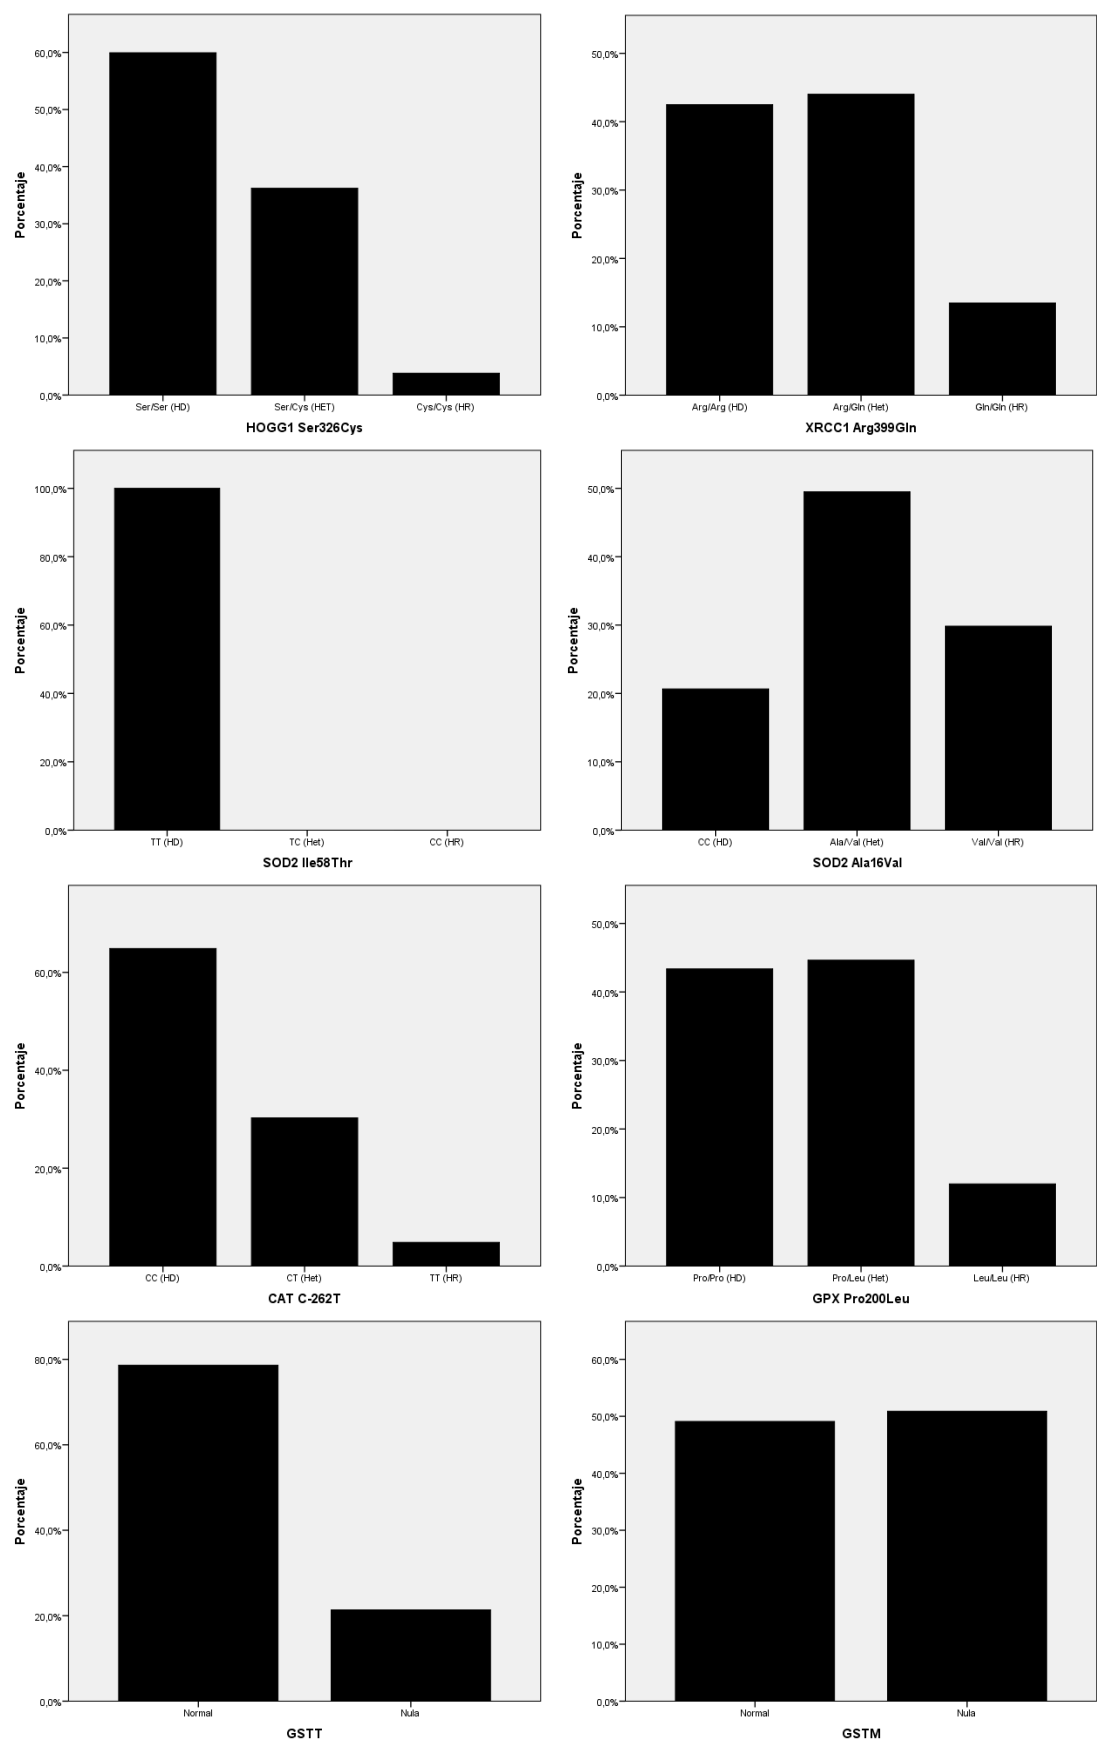 60,0%
50,0%
40,0%
30,0%
20,0%
10,0%
0,0%
Porcentaje
Ser/Ser (HD) Ser/Cys (HET) Cys/Cys (HR)
HOGG1 Ser326Cys
50,0%
40,0%
30,0%
20,0%
10,0%
0,0%
Porcentaje
Arg/Arg (HD) Arg/Gln (Het) Gln/Gln (HR)
XRCC1 Arg399Gln
100,0%
80,0%
60,0%
40,0%
20,0%
0,0%
Porcentaje
TT (HD) TC (Het) CC (HR)
SOD2 Ile58Thr
50,0%
40,0%
30,0%
20,0%
10,0%
0,0%
Porcentaje
CC (HD) Ala/Val (Het) Val/Val (HR)
SOD2 Ala16Val
60,0%
40,0%
20,0%
0,0%
Porcentaje
CC (HD) CT (Het) TT (HR)
CAT C-262T
50,0%
40,0%
30,0%
20,0%
10,0%
0,0%
Porcentaje
Pro/Pro (HD) Pro/Leu (Het) Leu/Leu (HR)
GPX Pro200Leu
80,0%
60,0%
40,0%
20,0%
0,0%
Porcentaje
Normal Nula
GSTT
60,0%
50,0%
40,0%
30,0%
20,0%
10,0%
0,0%
Porcentaje
Normal Nula
GSTM